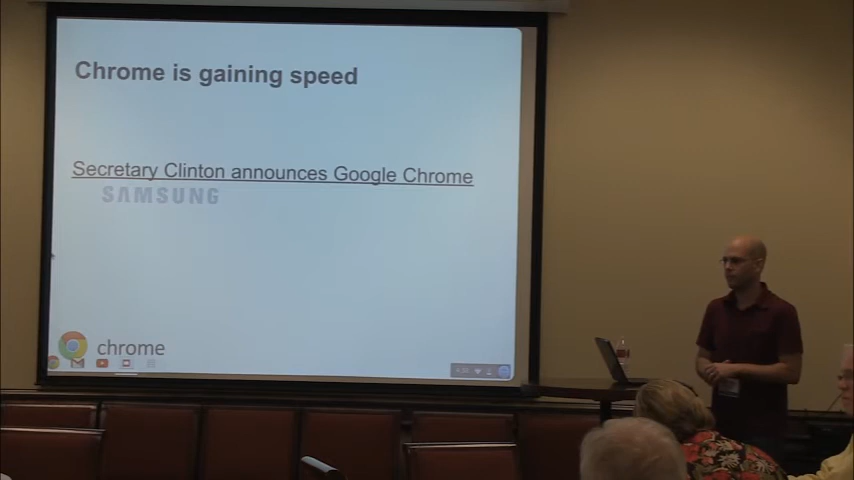 Chrome is gaining speed
Secretary Clinton announces Google Chrome
SAMSUNG
chrome